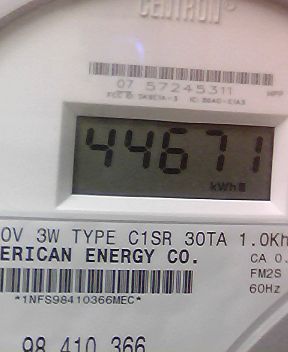 CENTRON
07 57245311
44671
kWh
0V 3W TYPE C1SR 30TA 1.0Kh
ERICAN ENERGY CO.
CA 0.
FM2S
60Hz
*1NFS98410366MEC*
98 410 366